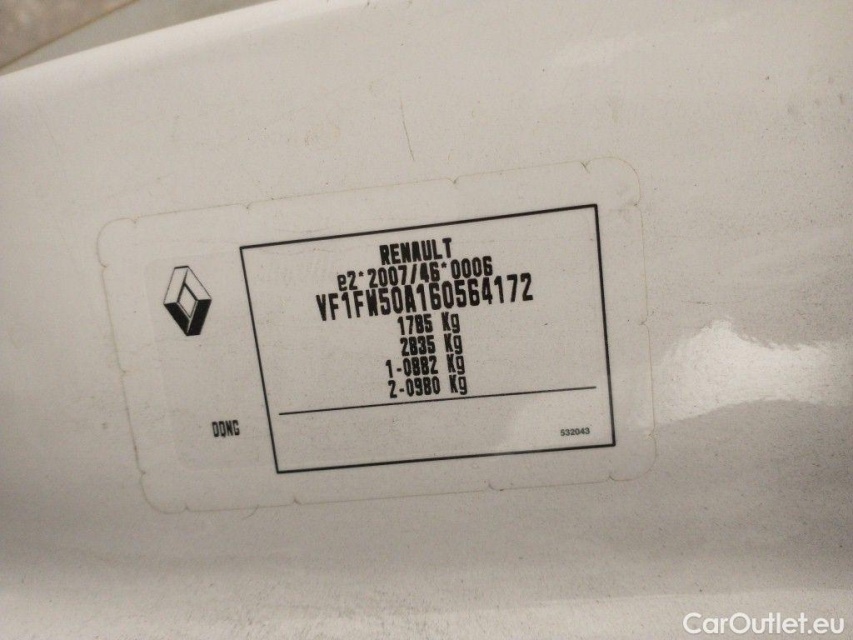 RENAULT
e2*2007/46*0006
VF1FW50A160564172
1785 Kg
2835 Kg
1-0882 Kg
2-0980 Kg
DQNG
532043
CarOutlet.eu